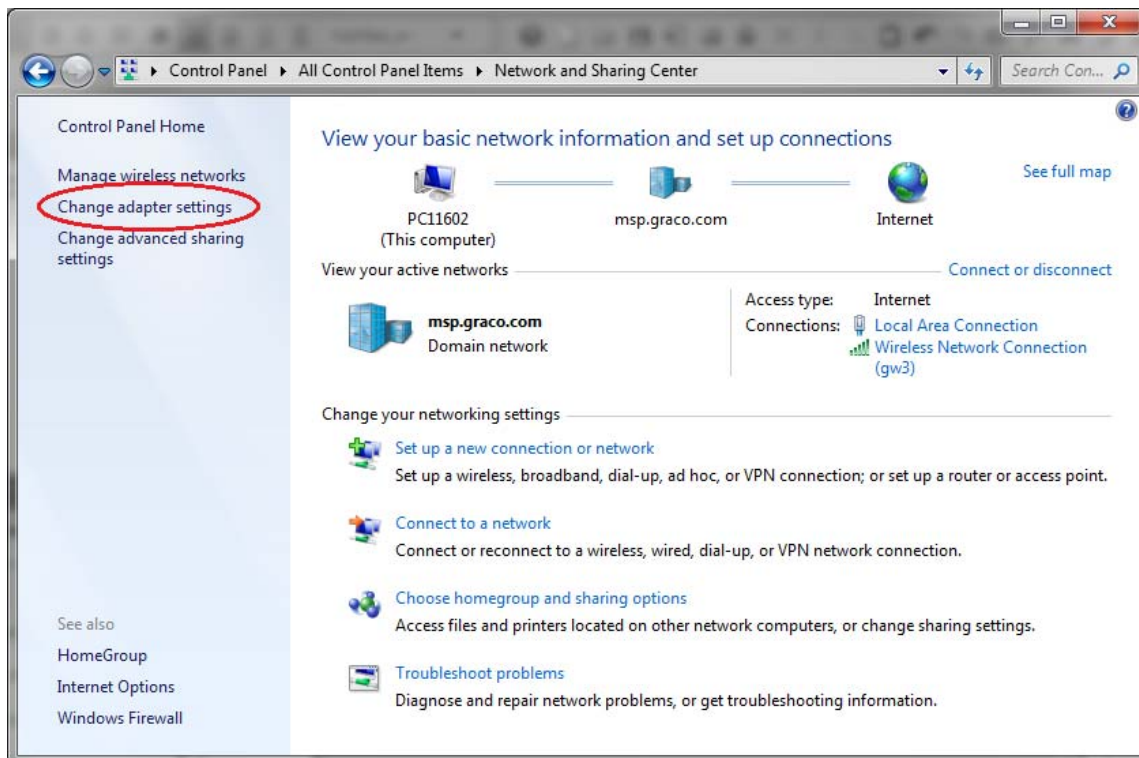 Control Panel ▸ All Control Panel Items ▸ Network and Sharing Center
Search Con...
Control Panel Home
Manage wireless networks
Change adapter settings
Change advanced sharing
settings
View your basic network information and set up connections
See full map
PC11602
(This computer)
msp.graco.com
Internet
View your active networks
Connect or disconnect
msp.graco.com
Domain network
Access type: Internet
Connections: Local Area Connection
Wireless Network Connection
(gw3)
Change your networking settings
Set up a new connection or network
Set up a wireless, broadband, dial-up, ad hoc, or VPN connection; or set up a router or access point.
Connect to a network
Connect or reconnect to a wireless, wired, dial-up, or VPN network connection.
Choose homegroup and sharing options
Access files and printers located on other network computers, or change sharing settings.
Troubleshoot problems
Diagnose and repair network problems, or get troubleshooting information.
See also
HomeGroup
Internet Options
Windows Firewall